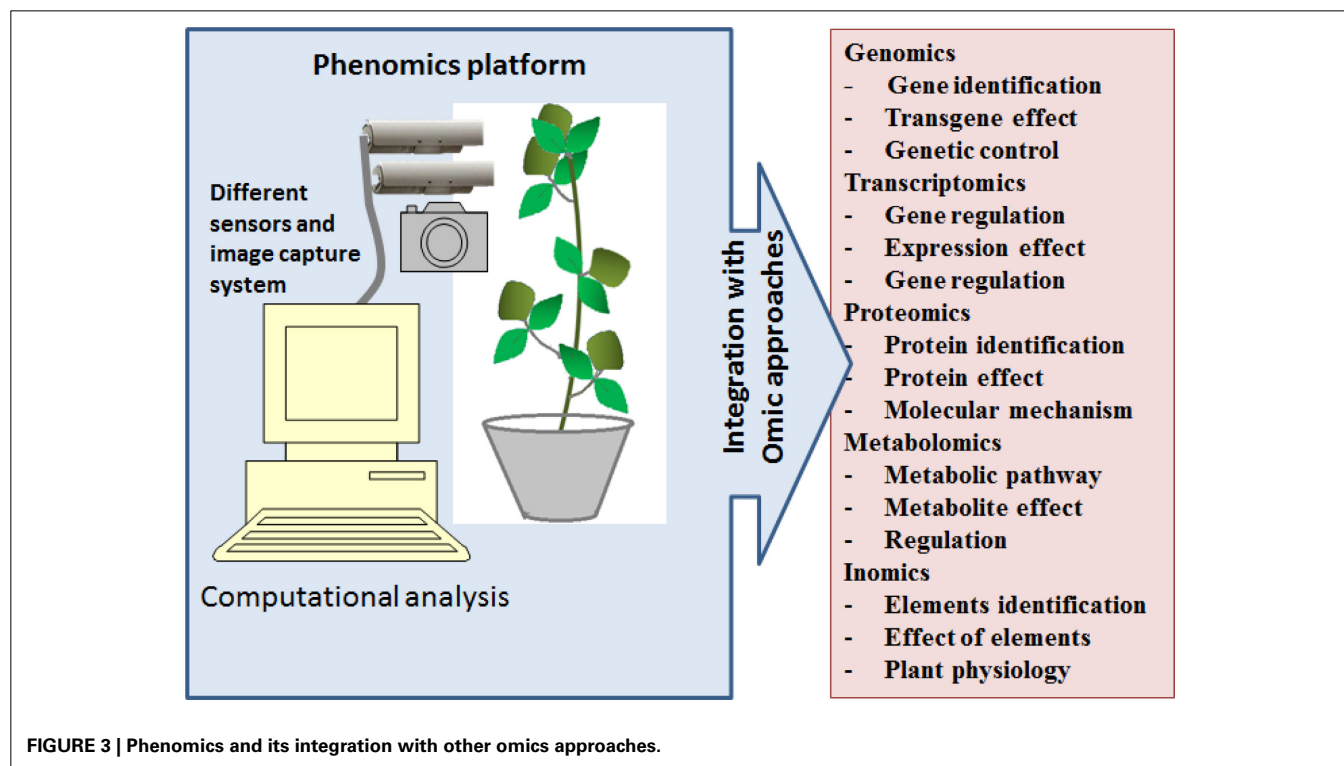 Phenomics platform
Different
sensors and
image capture
system
Computational analysis
Integration with
Omic approaches
Genomics
- Gene identification
- Transgene effect
- Genetic control
Transcriptomics
- Gene regulation
- Expression effect
- Gene regulation
Proteomics
- Protein identification
- Protein effect
- Molecular mechanism
Metabolomics
- Metabolic pathway
- Metabolite effect
- Regulation
Inomics
- Elements identification
- Effect of elements
- Plant physiology
FIGURE 3 | Phenomics and its integration with other omics approaches.